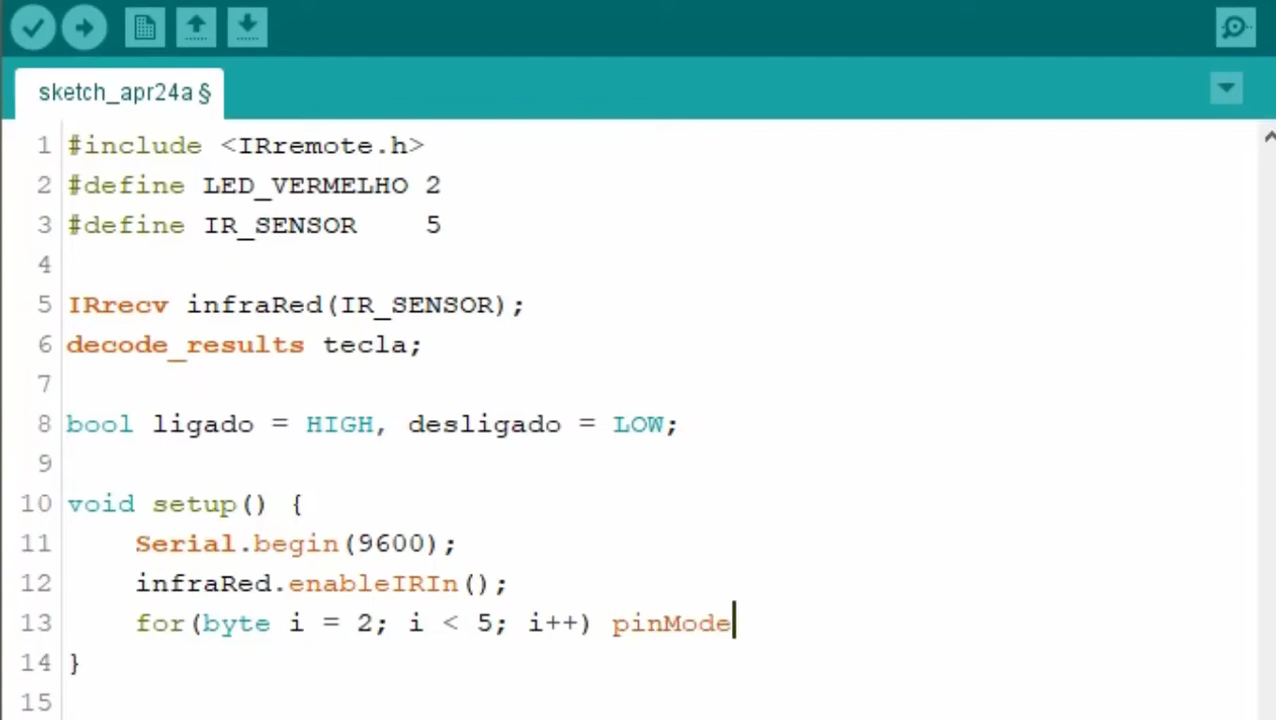 sketch_apr24a §
1 #include <IRremote.h>
2 #define LED_VERMELHO 2
3 #define IR_SENSOR    5
4
5 IRrecv infraRed(IR_SENSOR);
6 decode_results tecla;
7
8 bool ligado = HIGH, desligado = LOW;
9
10 void setup() {
11     Serial.begin(9600);
12     infraRed.enableIRIn();
13     for(byte i = 2; i < 5; i++) pinMode
14 }
15